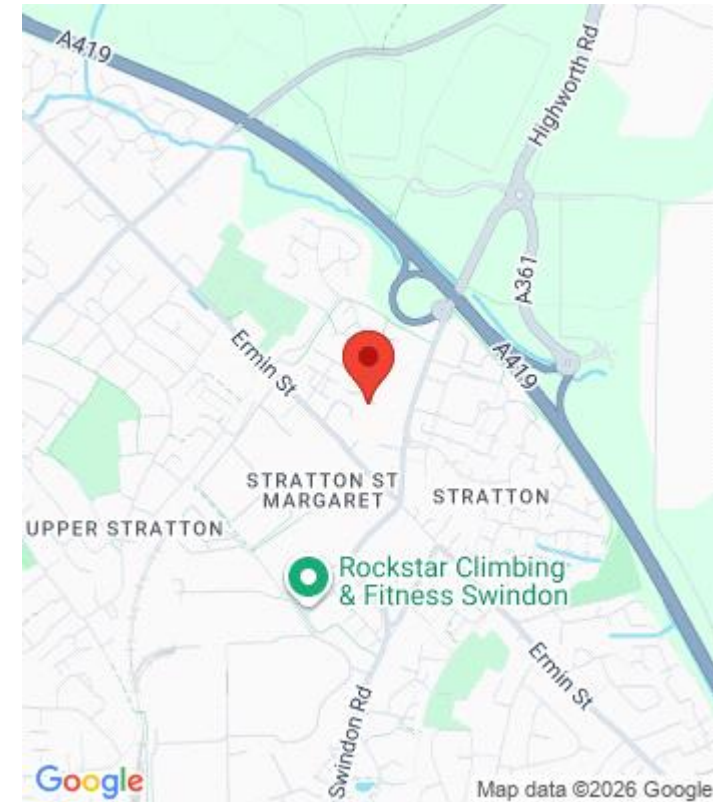 A419
Highworth Rd
A361
Ermin St
A419
STRATTON ST
MARGARET
STRATTON
UPPER STRATTON
Rockstar Climbing
& Fitness Swindon
Ermin St
Swindon Rd
Google
Map data ©2026 Google